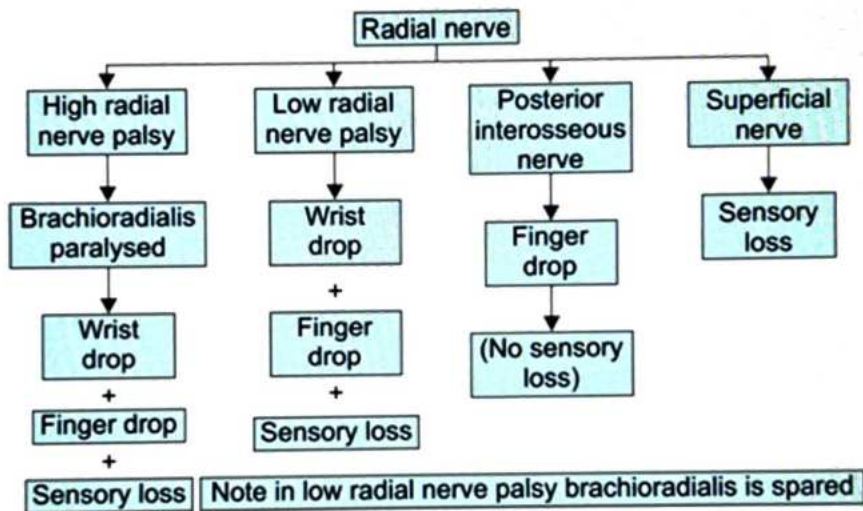 Radial nerve
High radial
nerve palsy
Brachioradialis
paralysed
Wrist
drop
+
Finger drop
+
Sensory loss
Low radial
nerve palsy
Wrist
drop
+
Finger
drop
+
Sensory loss
Posterior
interosseous
nerve
Finger
drop
(No sensory
loss)
Superficial
nerve
Sensory
loss
Note in low radial nerve palsy brachioradialis is spared